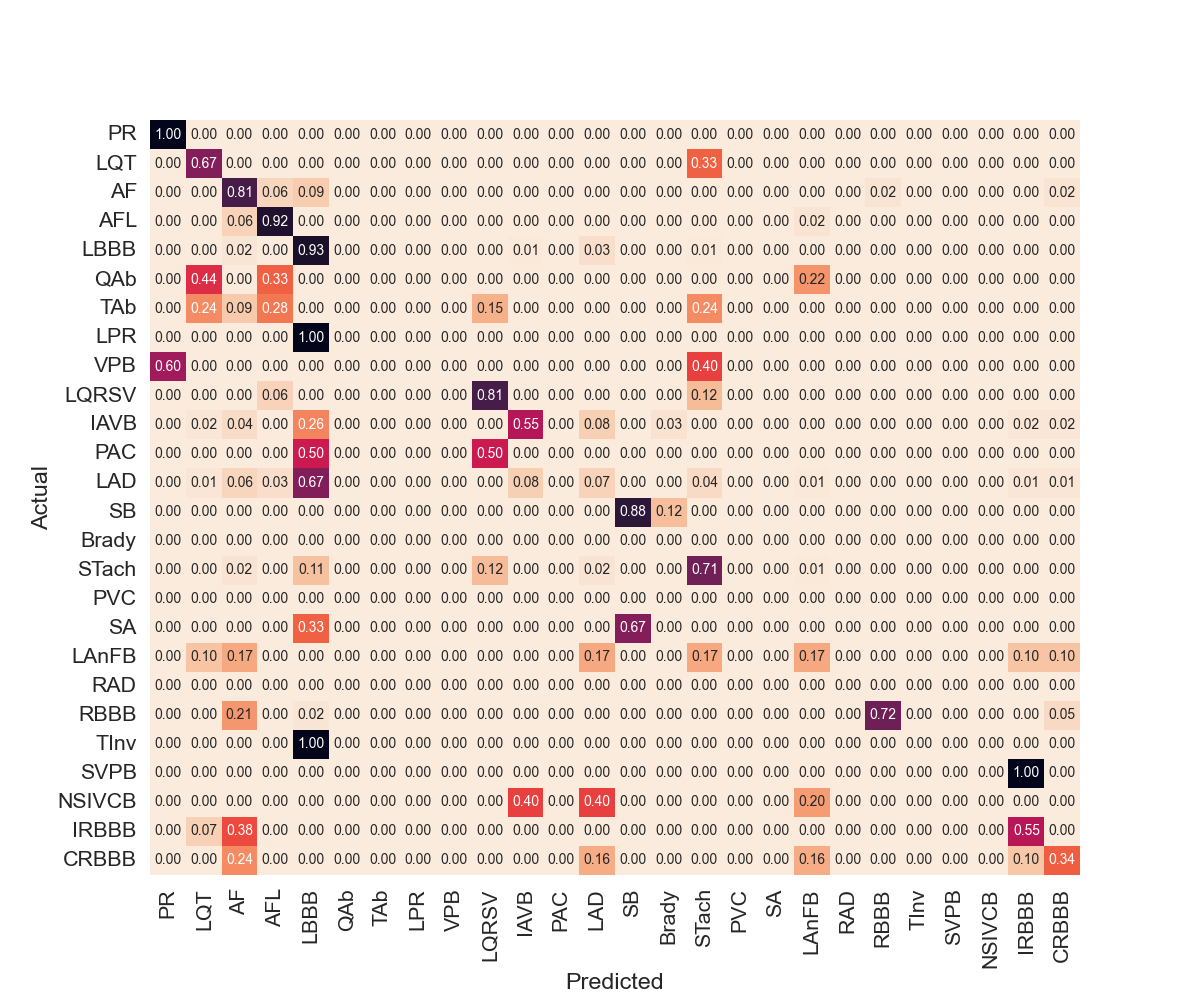 PR 1.00 0.00 0.00 0.00 0.00 0.00 0.00 0.00 0.00 0.00 0.00 0.00 0.00 0.00 0.00 0.00 0.00 0.00 0.00 0.00 0.00 0.00 0.00 0.00 0.00 0.00
LQT 0.00 0.67 0.00 0.00 0.00 0.00 0.00 0.00 0.00 0.00 0.00 0.00 0.00 0.00 0.00 0.33 0.00 0.00 0.00 0.00 0.00 0.00 0.00 0.00 0.00 0.00
AF 0.00 0.00 0.81 0.06 0.09 0.00 0.00 0.00 0.00 0.00 0.00 0.00 0.00 0.00 0.00 0.00 0.00 0.00 0.00 0.00 0.02 0.00 0.00 0.00 0.00 0.02
AFL 0.00 0.00 0.06 0.92 0.00 0.00 0.00 0.00 0.00 0.00 0.00 0.00 0.00 0.00 0.00 0.00 0.00 0.00 0.02 0.00 0.00 0.00 0.00 0.00 0.00 0.00
LBBB 0.00 0.00 0.02 0.00 0.93 0.00 0.00 0.00 0.00 0.00 0.01 0.00 0.03 0.00 0.00 0.01 0.00 0.00 0.00 0.00 0.00 0.00 0.00 0.00 0.00 0.00
QAb 0.00 0.44 0.00 0.33 0.00 0.00 0.00 0.00 0.00 0.00 0.00 0.00 0.00 0.00 0.00 0.00 0.00 0.00 0.22 0.00 0.00 0.00 0.00 0.00 0.00 0.00
TAb 0.00 0.24 0.09 0.28 0.00 0.00 0.00 0.00 0.00 0.15 0.00 0.00 0.00 0.00 0.00 0.24 0.00 0.00 0.00 0.00 0.00 0.00 0.00 0.00 0.00 0.00
LPR 0.00 0.00 0.00 0.00 1.00 0.00 0.00 0.00 0.00 0.00 0.00 0.00 0.00 0.00 0.00 0.00 0.00 0.00 0.00 0.00 0.00 0.00 0.00 0.00 0.00 0.00
VPB 0.60 0.00 0.00 0.00 0.00 0.00 0.00 0.00 0.00 0.00 0.00 0.00 0.00 0.00 0.00 0.40 0.00 0.00 0.00 0.00 0.00 0.00 0.00 0.00 0.00 0.00
LQRSV 0.00 0.00 0.00 0.06 0.00 0.00 0.00 0.00 0.00 0.81 0.00 0.00 0.00 0.00 0.00 0.12 0.00 0.00 0.00 0.00 0.00 0.00 0.00 0.00 0.00 0.00
IAVB 0.00 0.02 0.04 0.00 0.26 0.00 0.00 0.00 0.00 0.00 0.55 0.00 0.08 0.00 0.03 0.00 0.00 0.00 0.00 0.00 0.00 0.00 0.00 0.00 0.02 0.02
PAC 0.00 0.00 0.00 0.00 0.50 0.00 0.00 0.00 0.00 0.50 0.00 0.00 0.00 0.00 0.00 0.00 0.00 0.00 0.00 0.00 0.00 0.00 0.00 0.00 0.00 0.00
LAD 0.00 0.01 0.06 0.03 0.67 0.00 0.00 0.00 0.00 0.00 0.08 0.00 0.07 0.00 0.00 0.04 0.00 0.00 0.01 0.00 0.00 0.00 0.00 0.00 0.01 0.01
SB 0.00 0.00 0.00 0.00 0.00 0.00 0.00 0.00 0.00 0.00 0.00 0.00 0.00 0.88 0.12 0.00 0.00 0.00 0.00 0.00 0.00 0.00 0.00 0.00 0.00 0.00
Brady 0.00 0.00 0.00 0.00 0.00 0.00 0.00 0.00 0.00 0.00 0.00 0.00 0.00 0.00 0.00 0.00 0.00 0.00 0.00 0.00 0.00 0.00 0.00 0.00 0.00 0.00
STach 0.00 0.00 0.02 0.00 0.11 0.00 0.00 0.00 0.00 0.12 0.00 0.00 0.02 0.00 0.00 0.71 0.00 0.00 0.01 0.00 0.00 0.00 0.00 0.00 0.00 0.00
PVC 0.00 0.00 0.00 0.00 0.00 0.00 0.00 0.00 0.00 0.00 0.00 0.00 0.00 0.00 0.00 0.00 0.00 0.00 0.00 0.00 0.00 0.00 0.00 0.00 0.00 0.00
SA 0.00 0.00 0.00 0.00 0.33 0.00 0.00 0.00 0.00 0.00 0.00 0.00 0.00 0.67 0.00 0.00 0.00 0.00 0.00 0.00 0.00 0.00 0.00 0.00 0.00 0.00
LAnFB 0.00 0.10 0.17 0.00 0.00 0.00 0.00 0.00 0.00 0.00 0.00 0.00 0.17 0.00 0.00 0.17 0.00 0.00 0.17 0.00 0.00 0.00 0.00 0.00 0.10 0.10
RAD 0.00 0.00 0.00 0.00 0.00 0.00 0.00 0.00 0.00 0.00 0.00 0.00 0.00 0.00 0.00 0.00 0.00 0.00 0.00 0.00 0.00 0.00 0.00 0.00 0.00 0.00
RBBB 0.00 0.00 0.21 0.00 0.02 0.00 0.00 0.00 0.00 0.00 0.00 0.00 0.00 0.00 0.00 0.00 0.00 0.00 0.00 0.00 0.72 0.00 0.00 0.00 0.00 0.05
TInv 0.00 0.00 0.00 0.00 1.00 0.00 0.00 0.00 0.00 0.00 0.00 0.00 0.00 0.00 0.00 0.00 0.00 0.00 0.00 0.00 0.00 0.00 0.00 0.00 0.00 0.00
SVPB 0.00 0.00 0.00 0.00 0.00 0.00 0.00 0.00 0.00 0.00 0.00 0.00 0.00 0.00 0.00 0.00 0.00 0.00 0.00 0.00 0.00 0.00 0.00 0.00 1.00 0.00
NSIVCB 0.00 0.00 0.00 0.00 0.00 0.00 0.00 0.00 0.00 0.00 0.40 0.00 0.40 0.00 0.00 0.00 0.00 0.00 0.20 0.00 0.00 0.00 0.00 0.00 0.00 0.00
IRBBB 0.00 0.07 0.38 0.00 0.00 0.00 0.00 0.00 0.00 0.00 0.00 0.00 0.00 0.00 0.00 0.00 0.00 0.00 0.00 0.00 0.00 0.00 0.00 0.00 0.55 0.00
CRBBB 0.00 0.00 0.24 0.00 0.00 0.00 0.00 0.00 0.00 0.00 0.00 0.00 0.16 0.00 0.00 0.00 0.00 0.00 0.16 0.00 0.00 0.00 0.00 0.00 0.10 0.34
PR LQT AF AFL LBBB QAb TAb LPR VPB LQRSV IAVB PAC LAD SB Brady STach PVC SA LAnFB RAD RBBB TInv SVPB NSIVCB IRBBB CRBBB
Predicted
Actual